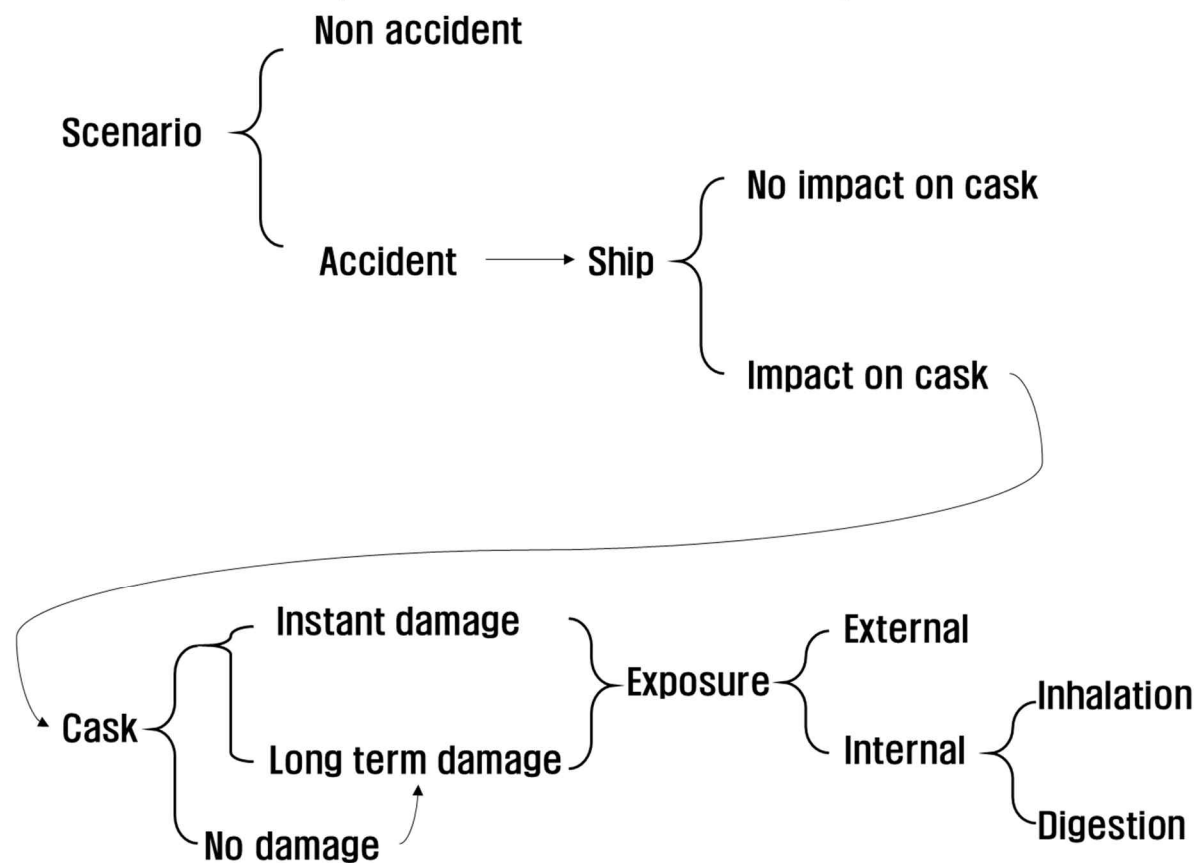 Non accident
Scenario
No impact on cask
Accident
Ship
Impact on cask
Instant damage
External
Exposure
Inhalation
Cask
Internal
Long term damage
Digestion
No damage